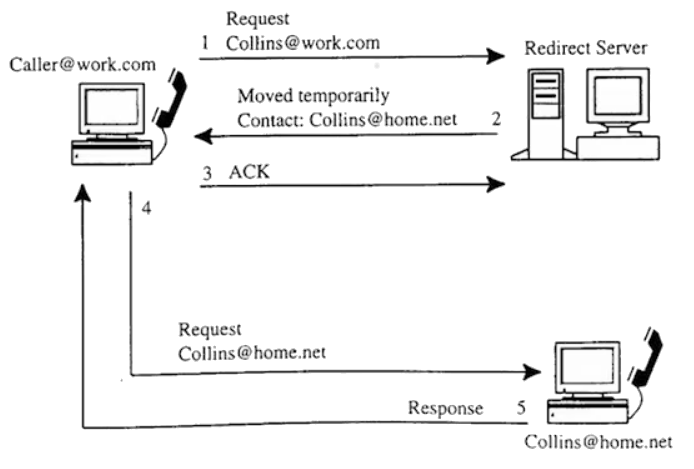 Request
1 Collins@work.com
Caller@work.com
Redirect Server
Moved temporarily
Contact: Collins@home.net 2
3 ACK
4
Request
Collins@home.net
Response 5
Collins@home.net